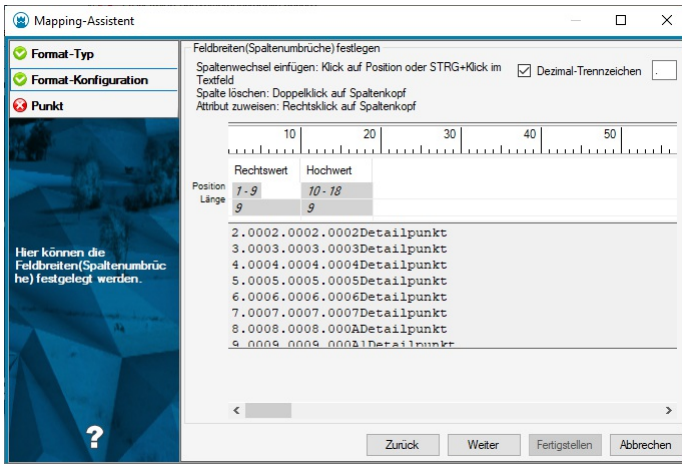 Mapping-Assistent
Format-Typ
Format-Konfiguration
Punkt
Hier können die
Feldbreiten(Spaltenumbrüc
he) festgelegt werden.
?
Feldbreiten(Spaltenumbrüche) festlegen
Spaltenwechsel einfügen: Klick auf Position oder STRG+Klick im
Textfeld
Spalte löschen: Doppelklick auf Spaltenkopf
Attribut zuweisen: Rechtsklick auf Spaltenkopf
Dezimal-Trennzeichen .
10 20 30 40 50
Rechtswert Hochwert
Position 1 - 9 10 - 18
Länge 9 9
2.0002.0002.0002Detailpunkt
3.0003.0003.0003Detailpunkt
4.0004.0004.0004Detailpunkt
5.0005.0005.0005Detailpunkt
6.0006.0006.0006Detailpunkt
7.0007.0007.0007Detailpunkt
8.0008.0008.000ADetailpunkt
9.0009.0009.000A1Detailpunkt
Zurück Weiter Fertigstellen Abbrechen